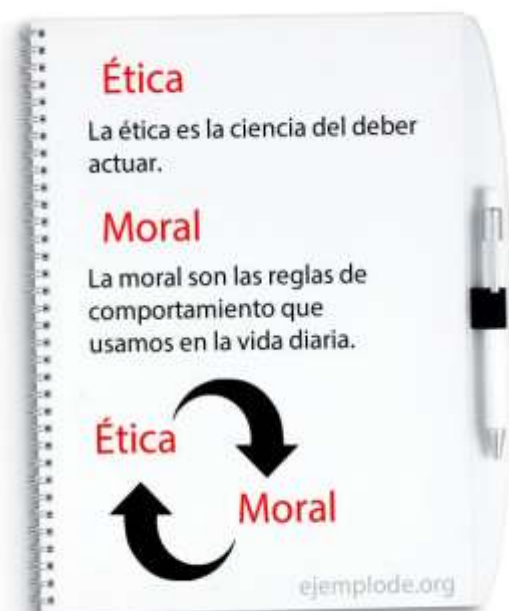 Ética
La ética es la ciencia del deber
actuar.
Moral
La moral son las reglas de
comportamiento que
usamos en la vida diaria.
Ética
Moral
ejemplode.org